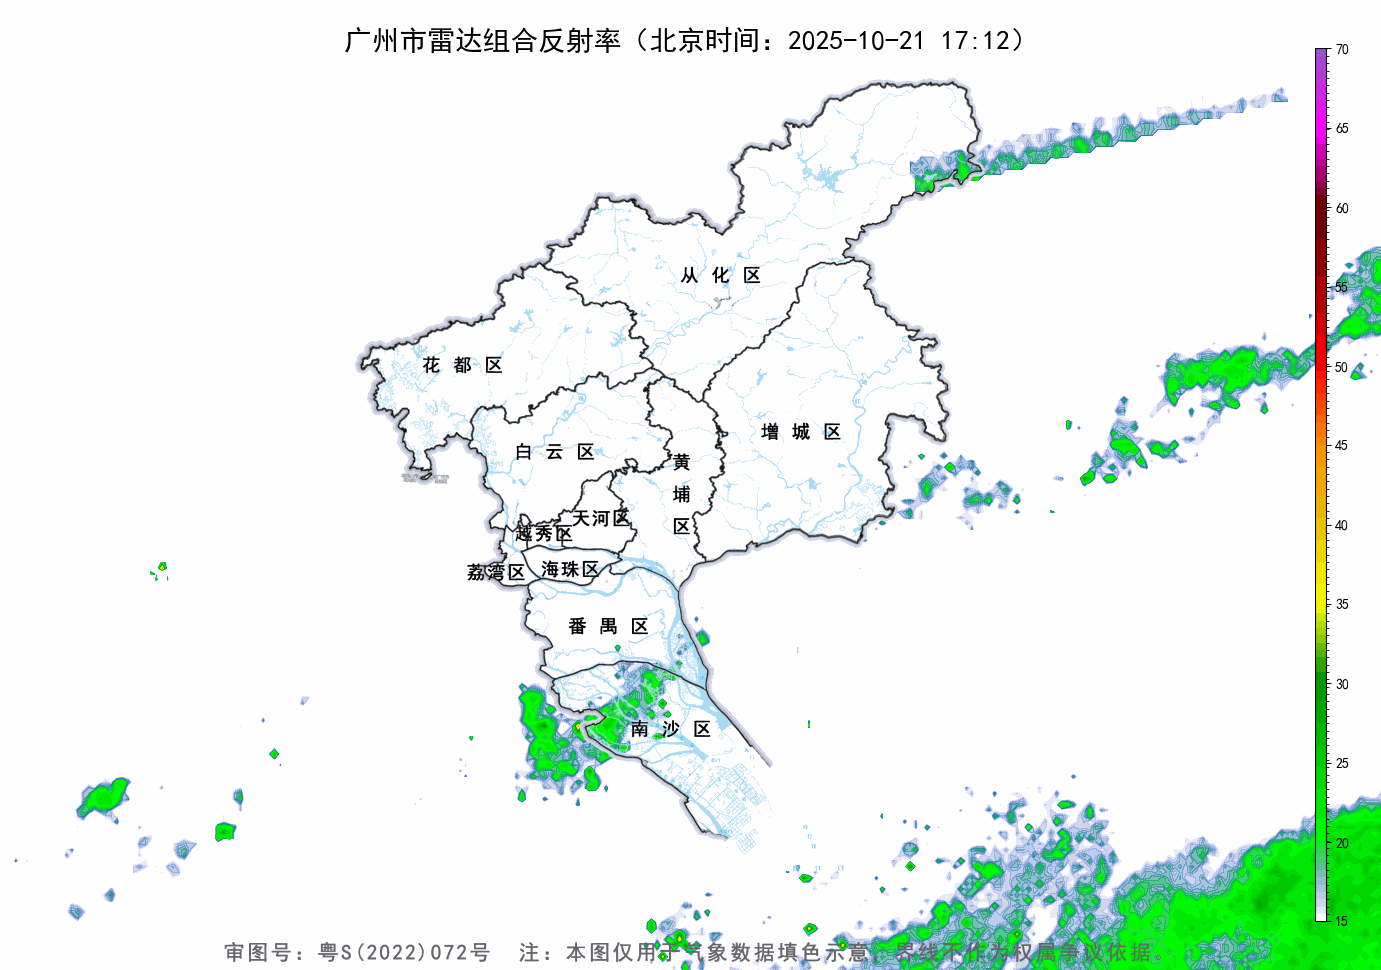 广州市雷达组合反射率（北京时间：2025-10-21 17:12）
70
65
60
55
50
45
40
35
30
25
20
15
从化区
花都区
增城区
白云区
黄埔区
天河区
越秀区
荔湾区
海珠区
番禺区
南沙区
审图号：粤S(2022)072号 注：本图仅用于气象数据填色示意，界线不作为权属争议依据。